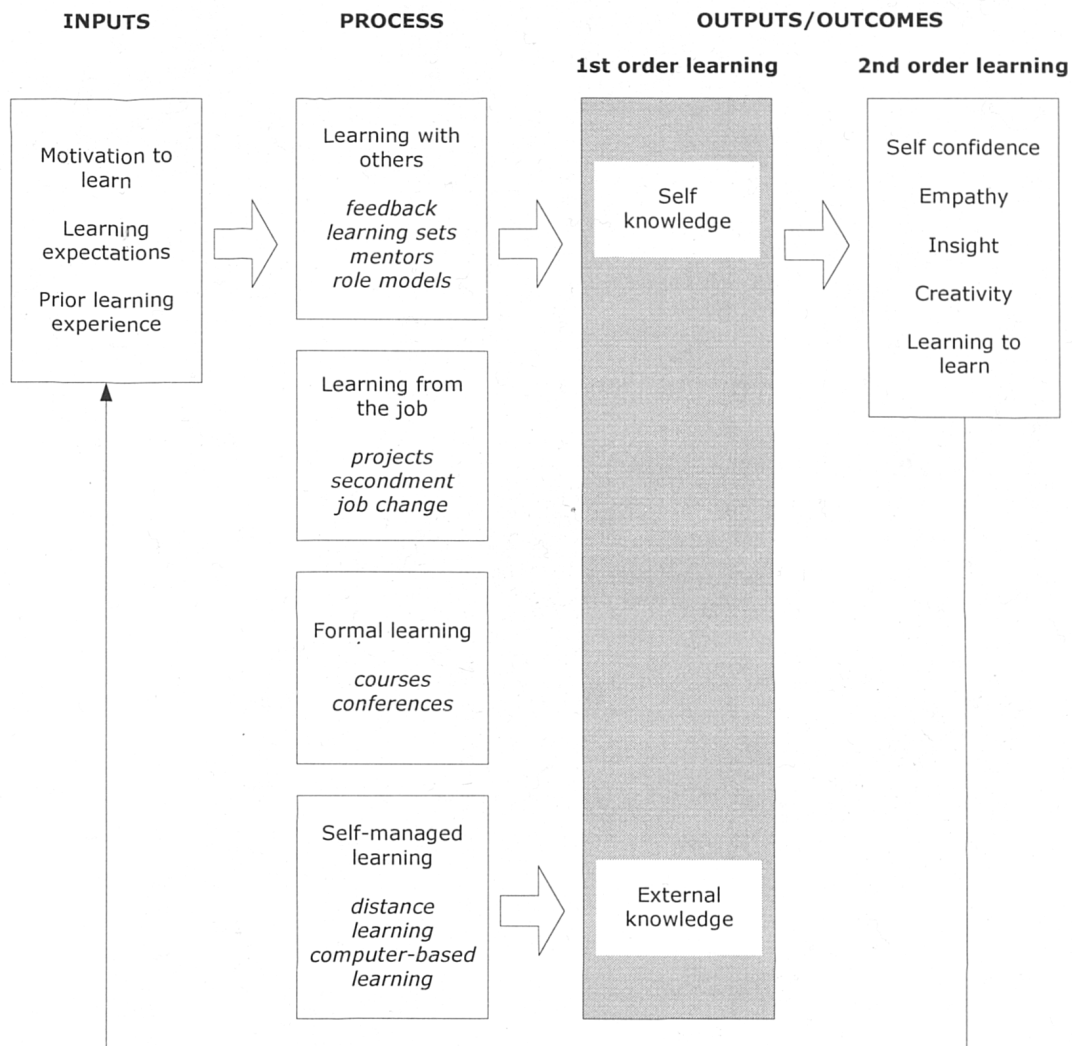 INPUTS
PROCESS
OUTPUTS/OUTCOMES
1st order learning
2nd order learning
Motivation to
learn
Learning
expectations
Prior learning
experience
Learning with
others
feedback
learning sets
mentors
role models
Learning from
the job
projects
secondment
job change
Formal learning
courses
conferences
Self-managed
learning
distance
learning
computer-based
learning
Self
knowledge
External
knowledge
Self confidence
Empathy
Insight
Creativity
Learning to
learn